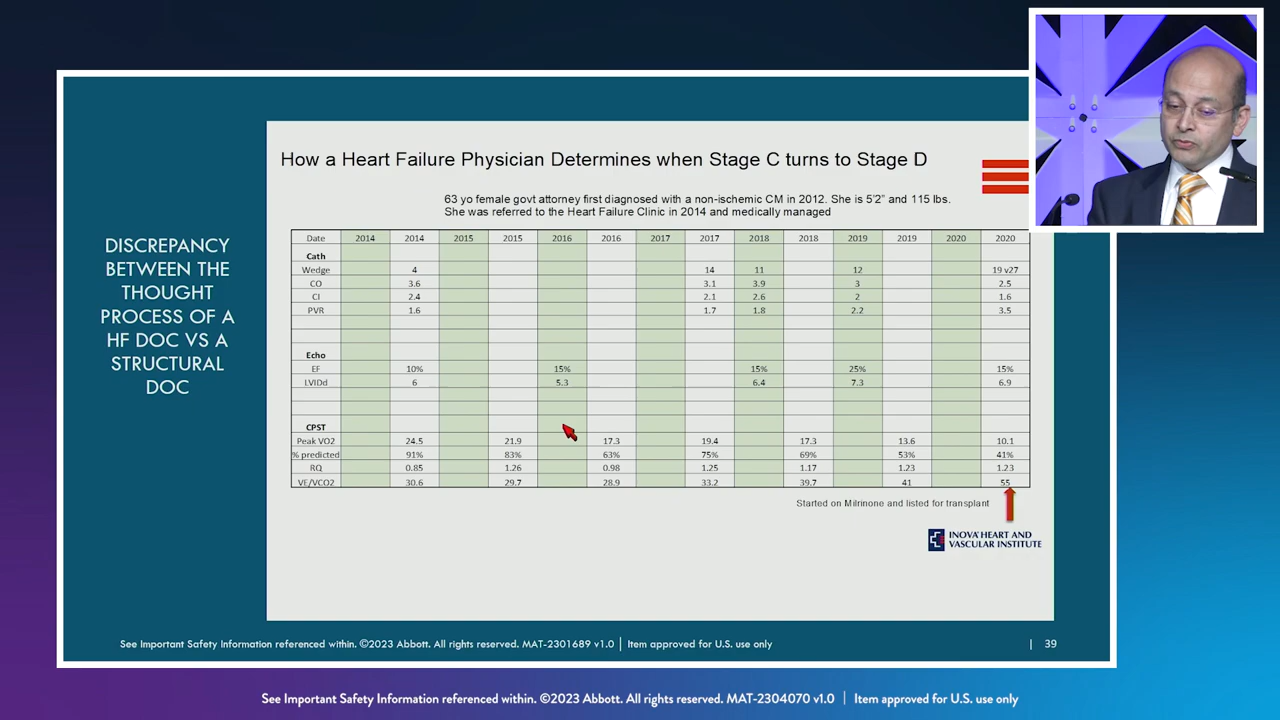 How a Heart Failure Physician Determines when Stage C turns to Stage D
63 yo female govt attorney first diagnosed with a non-ischemic CM in 2012. She is 5'2" and 115 lbs.
She was referred to the Heart Failure Clinic in 2014 and medically managed
DISCREPANCY
BETWEEN THE
THOUGHT
PROCESS OF A
HF DOC VS A
STRUCTURAL
DOC
Date 2014 2014 2015 2015 2016 2016 2017 2017 2018 2018 2019 2019 2020 2020
Cath
Wedge 4 14 11 12 19 v27
CO 3.6 3.1 3.9 3 2.5
CI 2.4 2.1 2.6 2 1.6
PVR 1.6 1.7 1.8 2.2 3.5
Echo
EF 10% 15% 15% 25% 15%
LVIDd 6 5.3 6.4 7.3 6.9
CPST
Peak VO2 24.5 21.9 17.3 19.4 17.3 13.6 10.1
% predicted 91% 83% 63% 75% 69% 53% 41%
RQ 0.85 1.26 0.98 1.25 1.17 1.23 1.23
VE/VCO2 30.6 29.7 28.9 33.2 39.7 41 55
Started on Milrinone and listed for transplant
INOVA HEART AND
VASCULAR INSTITUTE
See Important Safety Information referenced within. ©2023 Abbott. All rights reserved. MAT-2301689 v1.0 | Item approved for U.S. use only
| 39
See Important Safety Information referenced within. ©2023 Abbott. All rights reserved. MAT-2304070 v1.0 | Item approved for U.S. use only